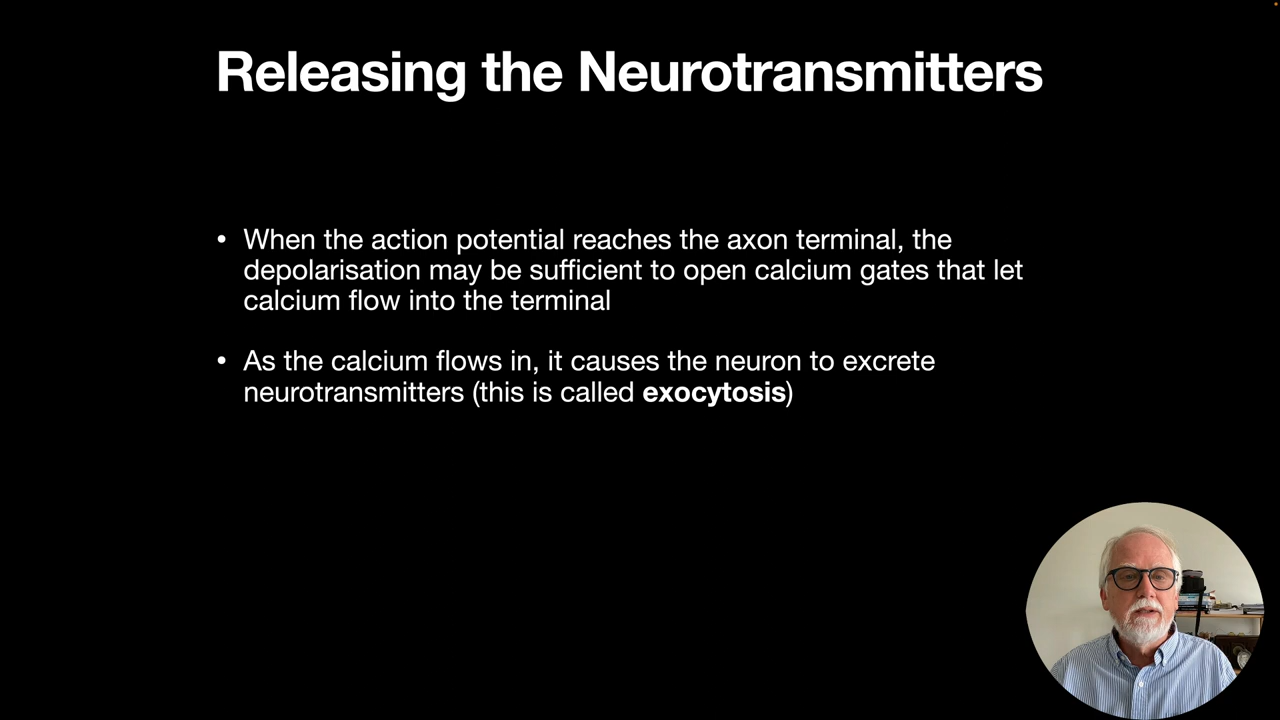 Releasing the Neurotransmitters
• When the action potential reaches the axon terminal, the
depolarisation may be sufficient to open calcium gates that let
calcium flow into the terminal
• As the calcium flows in, it causes the neuron to excrete
neurotransmitters (this is called exocytosis)